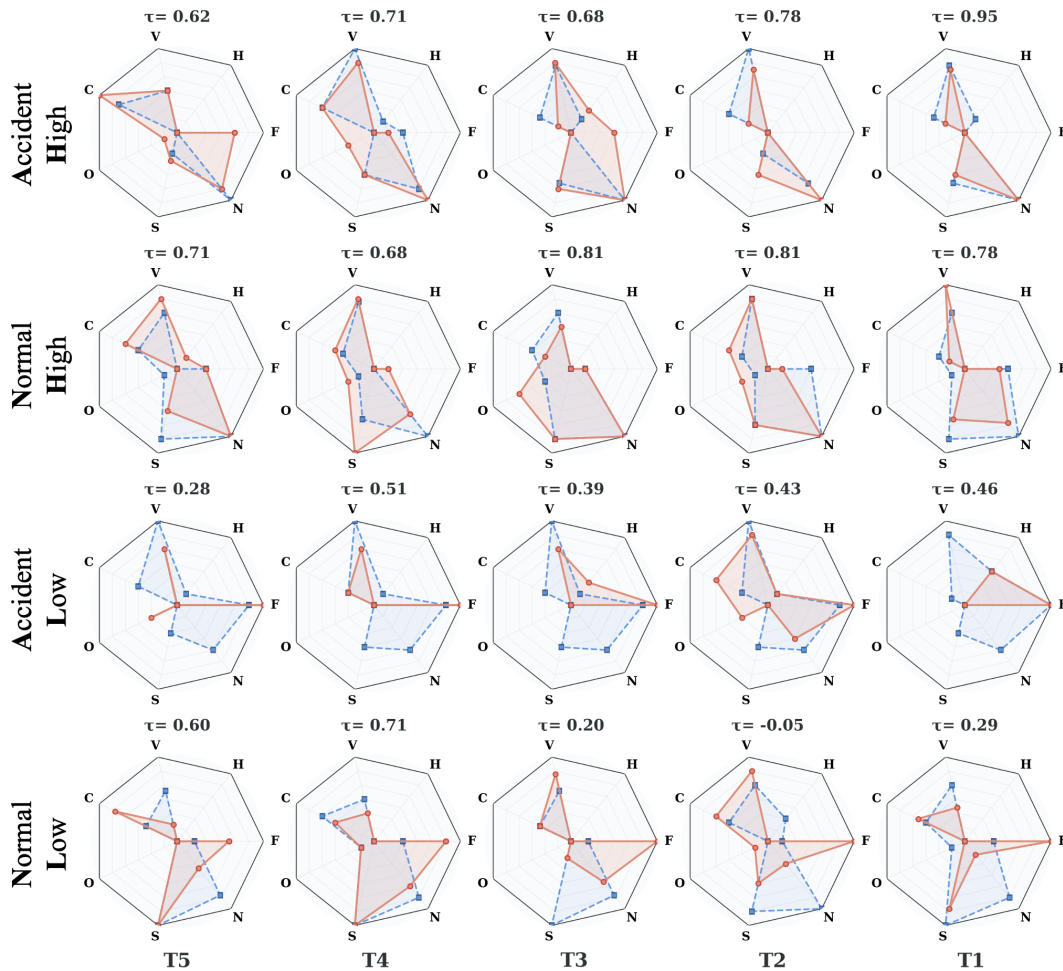 τ= 0.62 τ= 0.71 τ= 0.68 τ= 0.78 τ= 0.95
V V V V V
H H H H H
C C C C C
Accident High
F F F F F
O O O O O
N N N N N
S S S S S
τ= 0.71 τ= 0.68 τ= 0.81 τ= 0.81 τ= 0.78
V V V V V
H H H H H
C C C C C
Normal High
F F F F F
O O O O O
N N N N N
S S S S S
τ= 0.28 τ= 0.51 τ= 0.39 τ= 0.43 τ= 0.46
V V V V V
H H H H H
C C C C C
Accident Low
F F F F F
O O O O O
N N N N N
S S S S S
τ= 0.60 τ= 0.71 τ= 0.20 τ= -0.05 τ= 0.29
V V V V V
H H H H H
C C C C C
Normal Low
F F F F F
O O O O O
N N N N N
S S S S S
T5 T4 T3 T2 T1